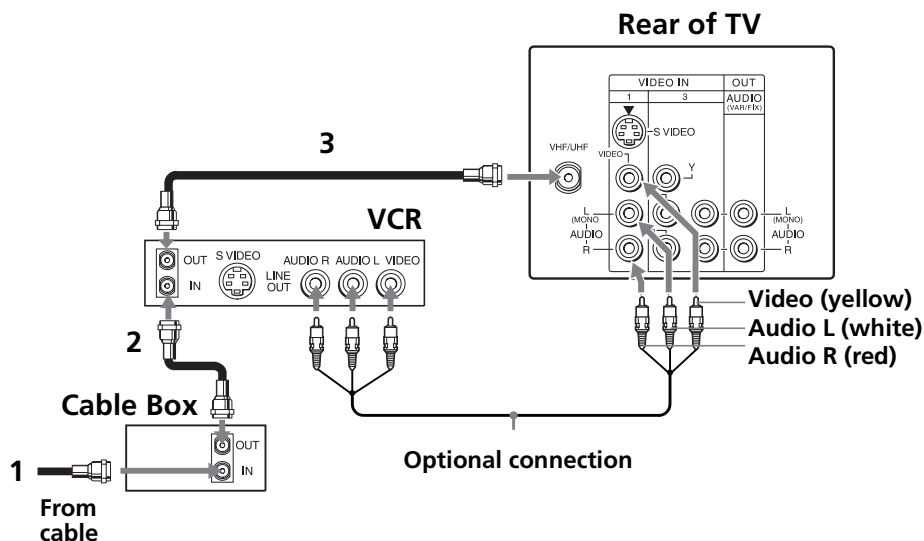 Rear of TV
VIDEO IN
OUT
1
3
AUDIO
(VAR/FIX)
S VIDEO
VHF/UHF
VIDEO
Y
L
(MONO
AUDIO
R
L
(MONO
AUDIO
R
3
VCR
OUT
IN
S VIDEO
LINE
OUT
AUDIO R
AUDIO L
VIDEO
Video (yellow)
Audio L (white)
Audio R (red)
2
Cable Box
OUT
IN
Optional connection
1
From
cable